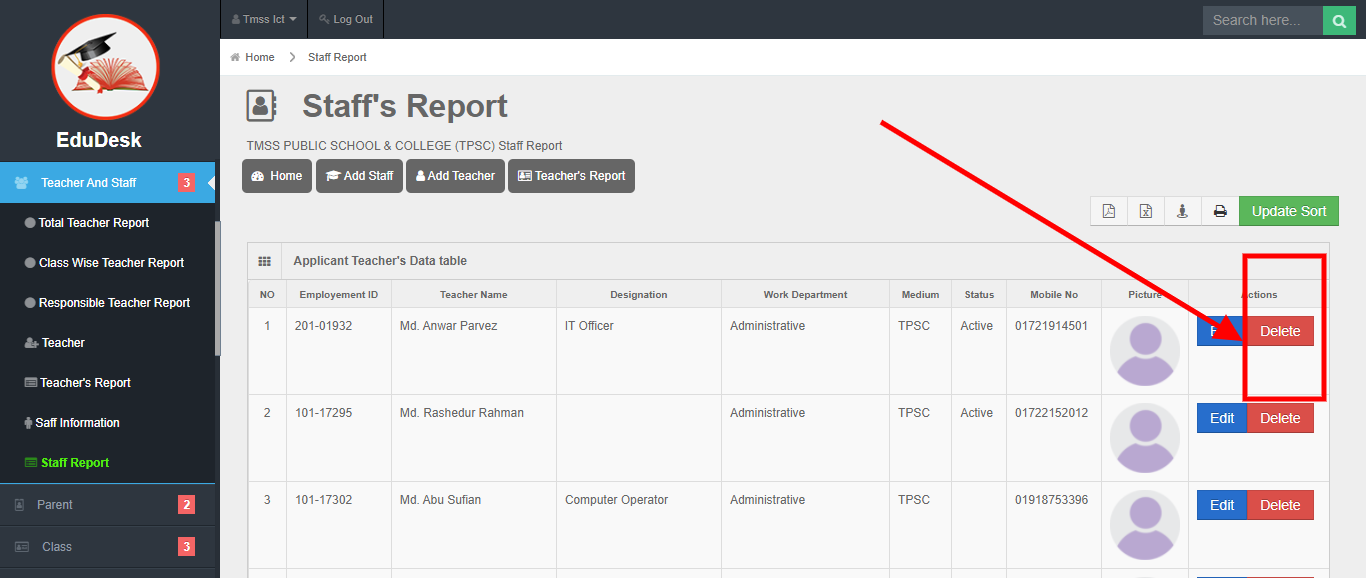 Tmss Ict
Log Out
Search here...
EduDesk
Home
Staff Report
Staff's Report
TMSS PUBLIC SCHOOL & COLLEGE (TPSC) Staff Report
Home
Add Staff
Add Teacher
Teacher's Report
Update Sort
Teacher And Staff 3
Total Teacher Report
Class Wise Teacher Report
Responsible Teacher Report
Teacher
Teacher's Report
Saff Information
Staff Report
Parent 2
Class 3
Applicant Teacher's Data table
NO Employement ID Teacher Name Designation Work Department Medium Status Mobile No Picture
1 201-01932 Md. Anwar Parvez IT Officer Administrative TPSC Active 01721914501 Delete
2 101-17295 Md. Rashedur Rahman Administrative TPSC Active 01722152012 Edit Delete
3 101-17302 Md. Abu Sufian Computer Operator Administrative TPSC 01918753396 Edit Delete